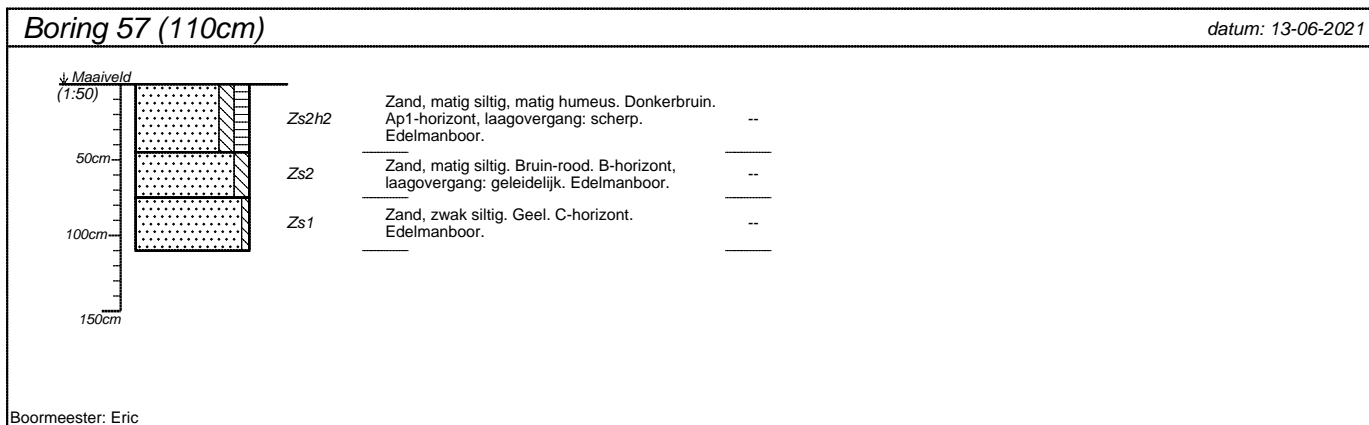 Boring 57 (110cm)
datum: 13-06-2021
Maaiveld
(1:50)
Zs2h2
Zand, matig siltig, matig humeus. Donkerbruin.
Ap1-horizont, laagovergang: scherp.
Edelmanboor.
--
50cm
Zs2
Zand, matig siltig. Bruin-rood. B-horizont,
laagovergang: geleidelijk. Edelmanboor.
--
Zs1
Zand, zwak siltig. Geel. C-horizont.
Edelmanboor.
--
100cm
150cm
Boormeester: Eric